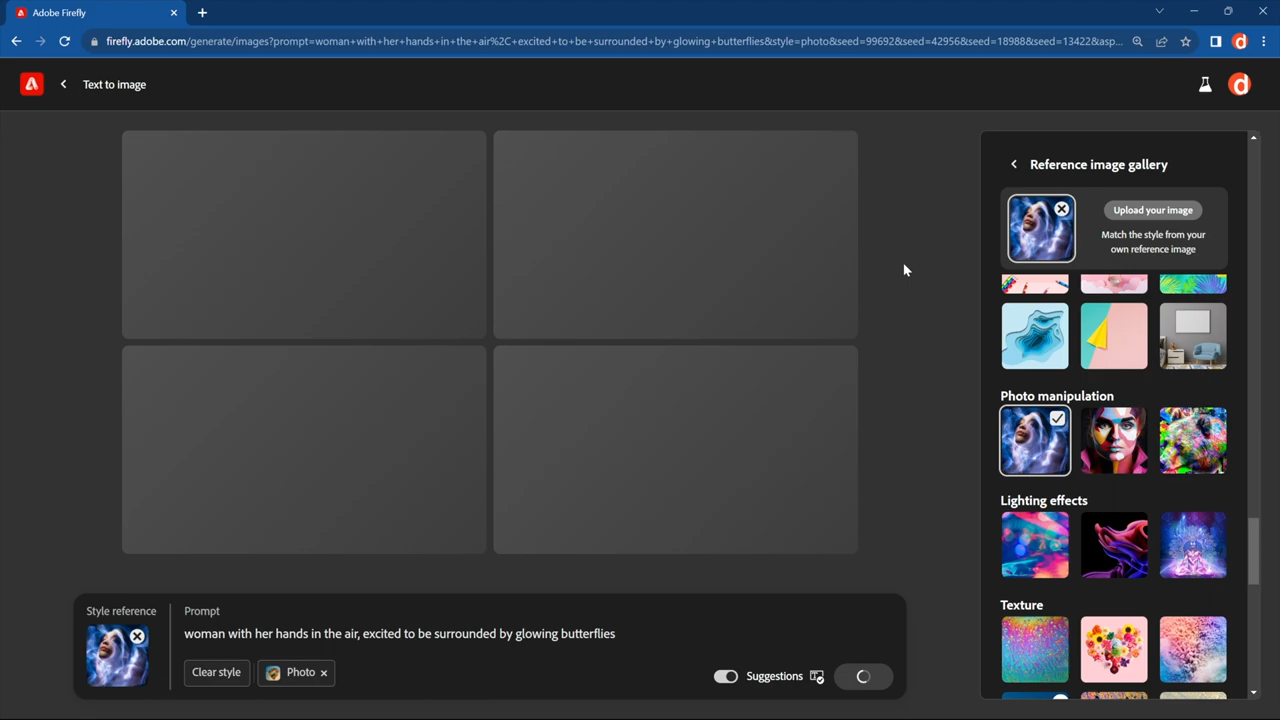 Adobe Firefly
firefly.adobe.com/generate/images?prompt=woman+with+her+hands+in+the+air%2C+excited+to+be+surrounded+by+glowing+butterflies&style=photo&seed=99692&seed=42956&seed=18988&seed=13422&asp...
d
Text to image
d
Reference image gallery
Upload your image
Match the style from your
own reference image
Photo manipulation
Lighting effects
Texture
Style reference
Prompt
woman with her hands in the air, excited to be surrounded by glowing butterflies
Clear style
Photo
Suggestions